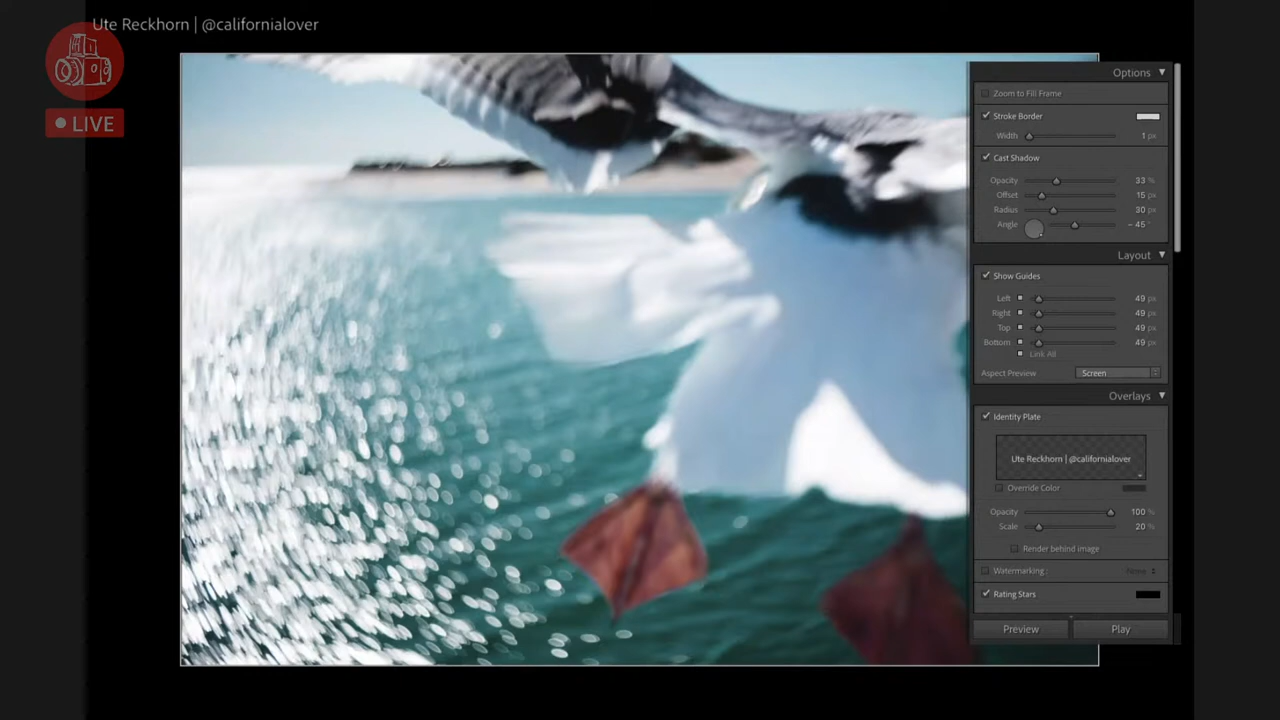 Ute Reckhorn | @californialover
LIVE
Options
Zoom to Fill Frame
Stroke Border
Width 1 px
Cast Shadow
Opacity 33 %
Offset 15 px
Radius 30 px
Angle - 45 °
Layout
Show Guides
Left 49 px
Right 49 px
Top 49 px
Bottom 49 px
Link All
Aspect Preview Screen
Overlays
Identity Plate
Ute Reckhorn | @californialover
Override Color
Opacity 100 %
Scale 20 %
Render behind image
Watermarking : None
Rating Stars
Preview Play